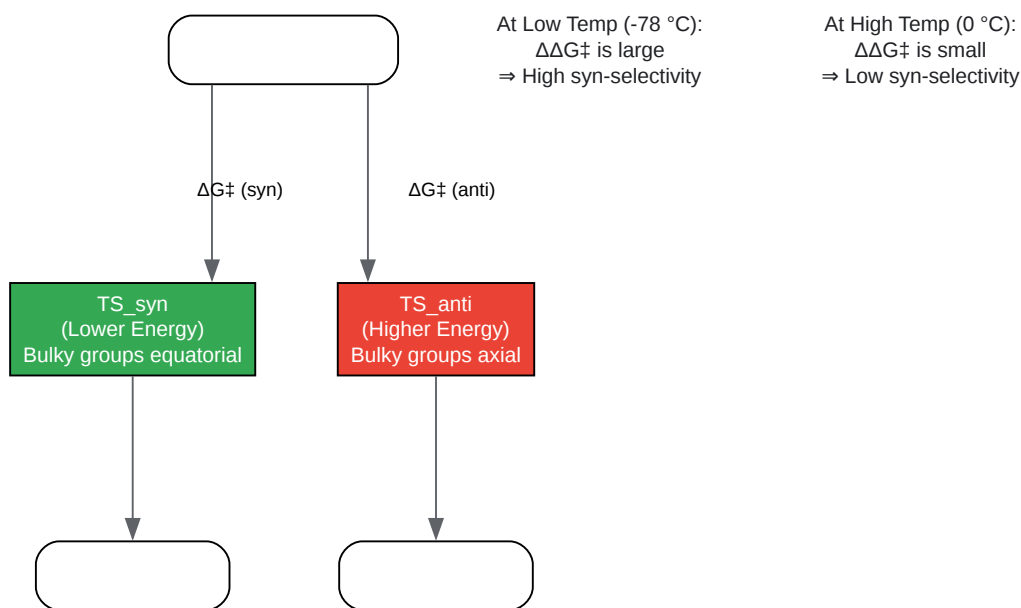 At Low Temp (-78 °C):
ΔΔG‡ is large
⇒ High syn-selectivity
At High Temp (0 °C):
ΔΔG‡ is small
⇒ Low syn-selectivity
ΔG‡ (syn)
ΔG‡ (anti)
TS_syn
(Lower Energy)
Bulky groups equatorial
TS_anti
(Higher Energy)
Bulky groups axial